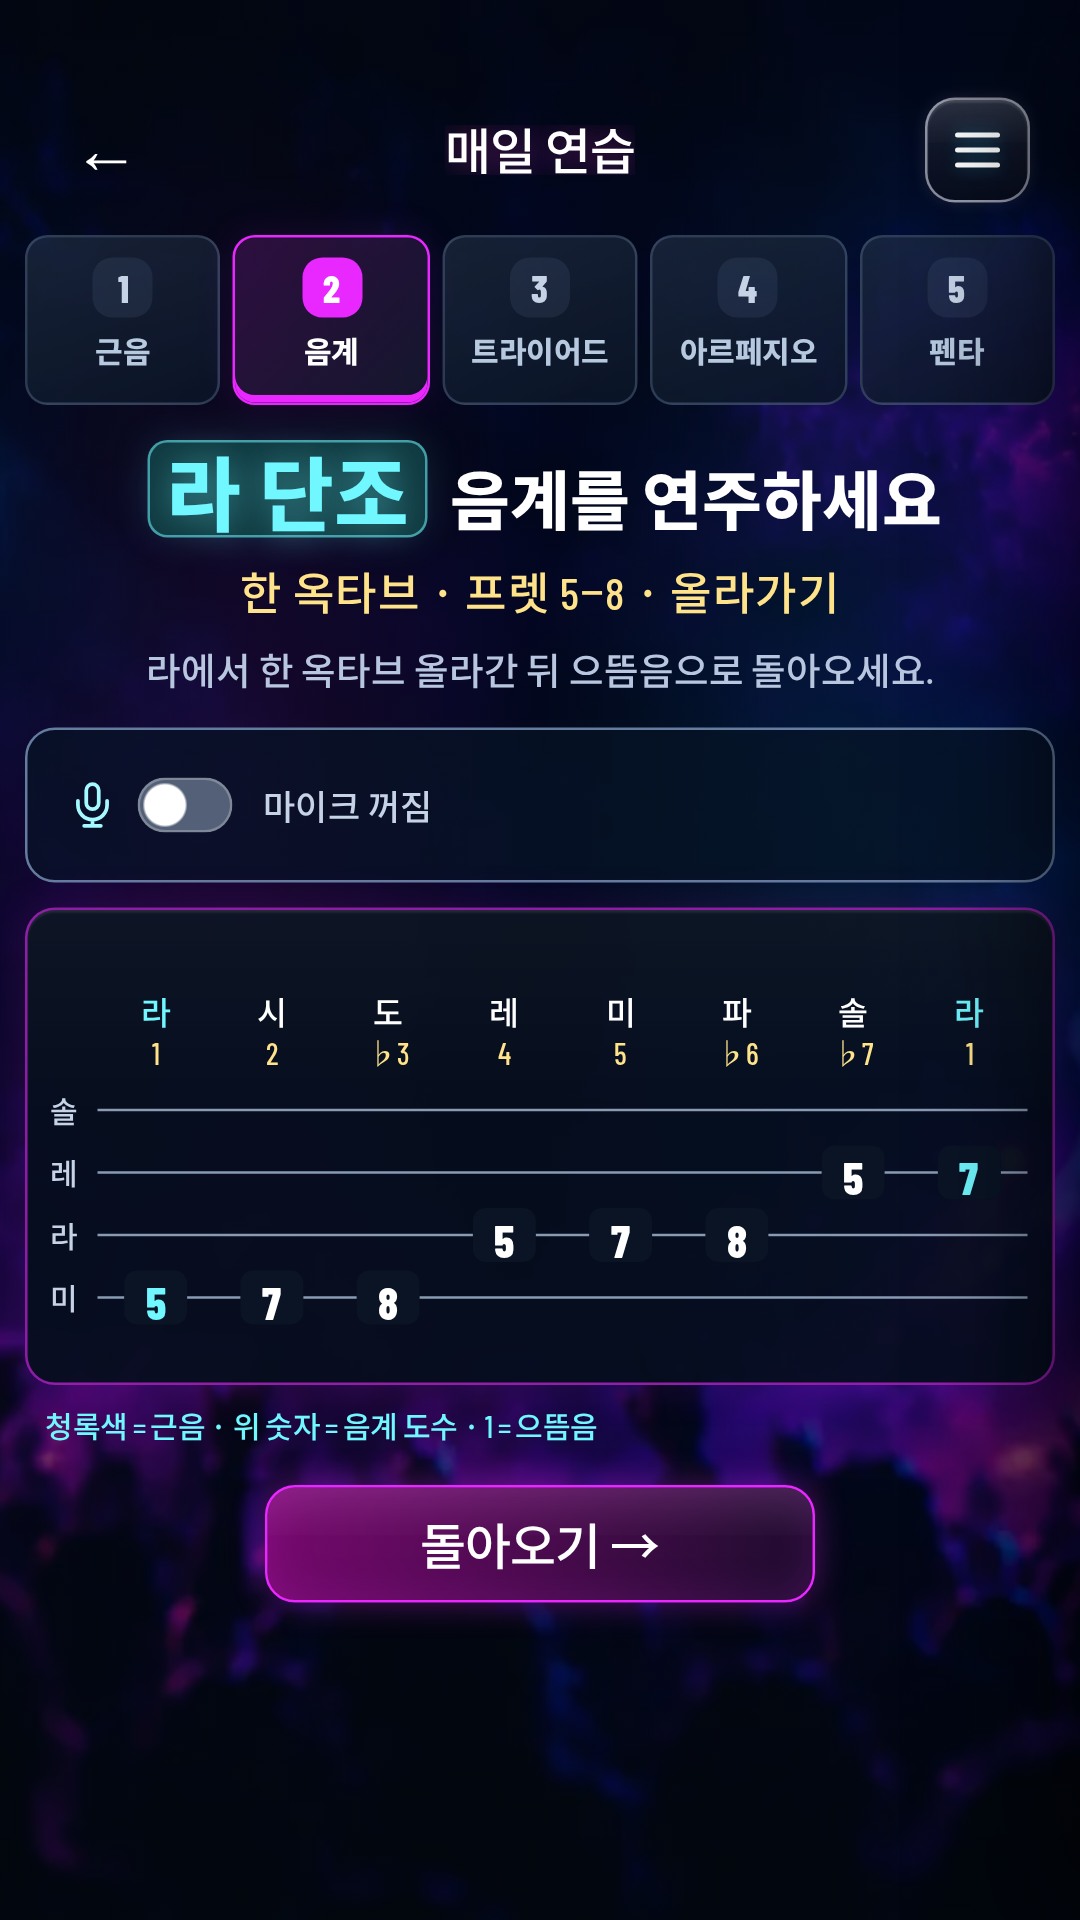 ←
매일 연습
1 2 3 4 5
근음 음계 트라이어드 아르페지오 펜타
라 단조 음계를 연주하세요
한 옥타브 · 프렛 5–8 · 올라가기
라에서 한 옥타브 올라간 뒤 으뜸음으로 돌아오세요.
마이크 꺼짐
라 시 도 레 미 파 솔 라
1 2 ♭3 4 5 ♭6 ♭7 1
솔
레 5 7
라 5 7 8
미 5 7 8
청록색=근음 · 위 숫자=음계 도수 · 1=으뜸음
돌아오기 →